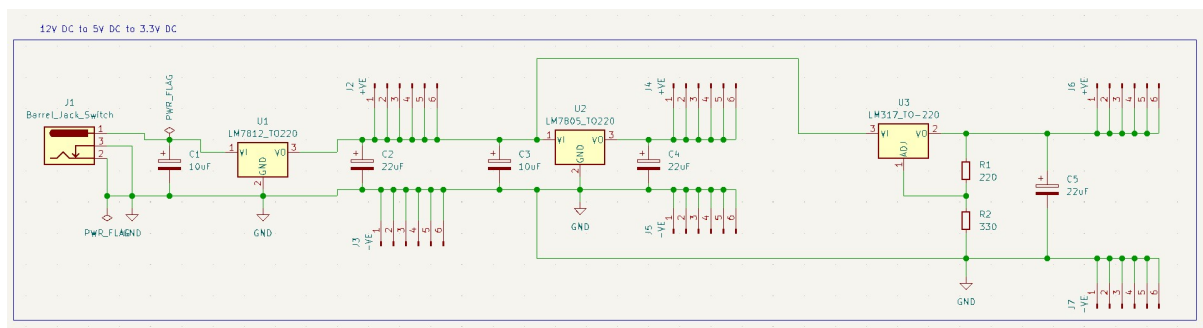 12V DC to 5V DC to 3.3V DC
J1
Barrel_Jack_Switch
1
3
2
PWR_FLAG
PWR_FLAG
GND
C1
10uF
U1
LM7812_TO220
1 VI VO 3
GND
2
GND
J2
+VE
1 2 3 4 5 6
C2
22uF
J3
-VE
1 2 3 4 5 6
C3
10uF
U2
LM7805_TO220
1 VI VO 3
GND
2
GND
J4
+VE
1 2 3 4 5 6
C4
22uF
J5
-VE
1 2 3 4 5 6
U3
LM317_TO-220
3 VI VO 2
ADJ
1
R1
220
R2
330
GND
C5
22uF
J6
+VE
1 2 3 4 5 6
J7
-VE
1 2 3 4 5 6